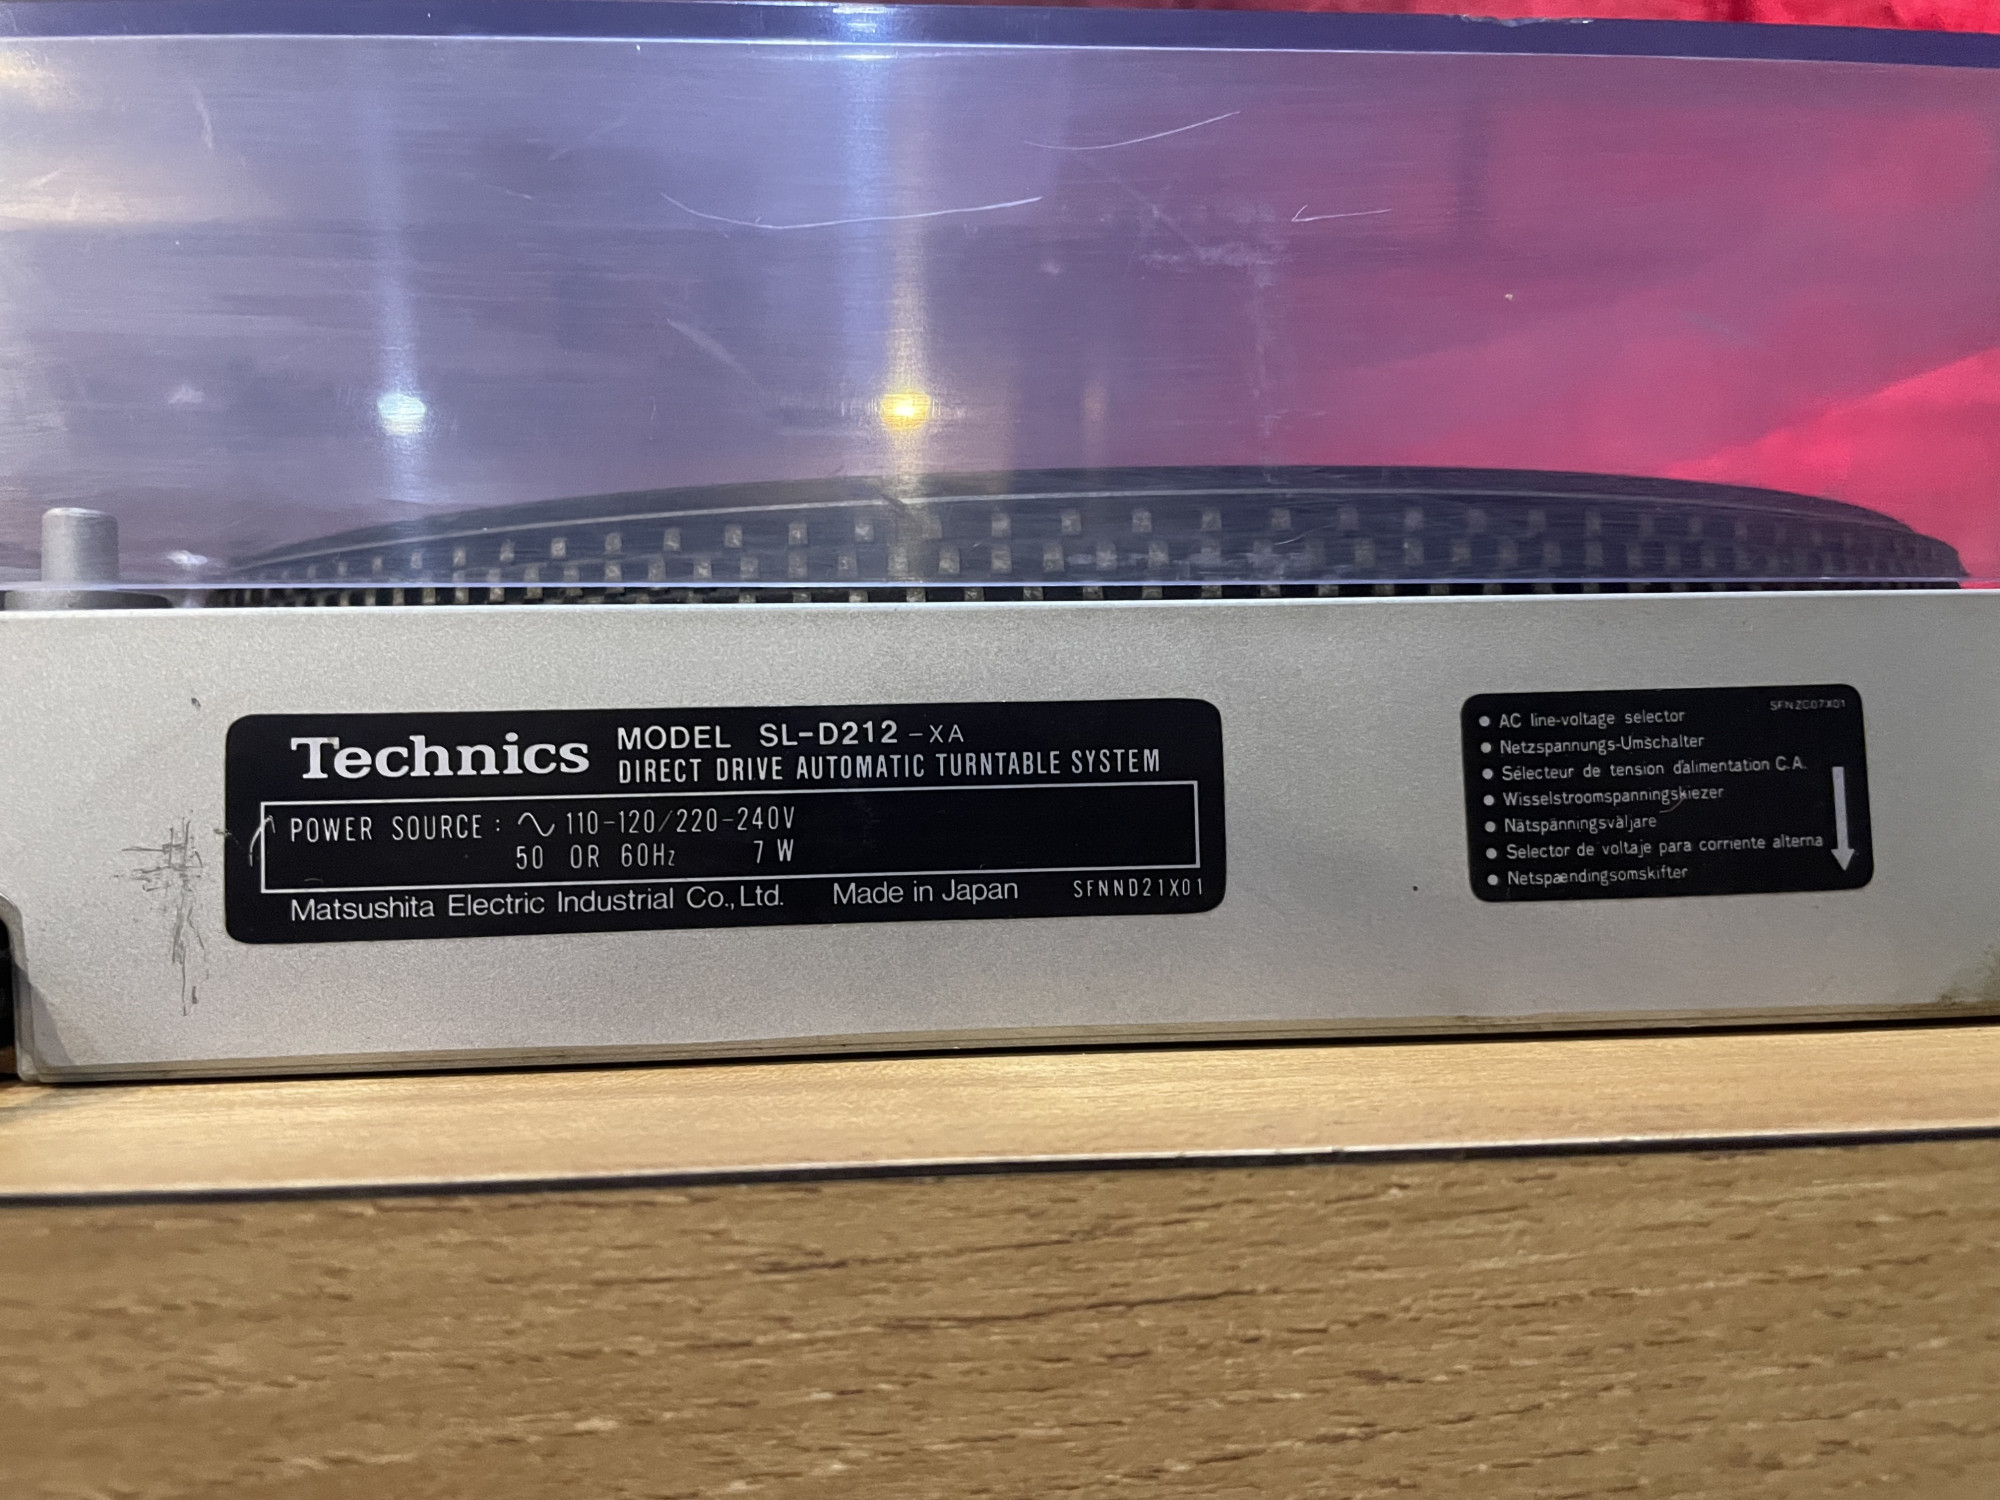 Technics MODEL SL-D212-XA
DIRECT DRIVE AUTOMATIC TURNTABLE SYSTEM
POWER SOURCE : ∿ 110-120/220-240V
50 OR 60Hz 7 W
Matsushita Electric Industrial Co., Ltd. Made in Japan SFNND21X01
SFNZC07X01
● AC line-voltage selector
● Netzspannungs-Umschalter
● Sélecteur de tension d'alimentation C.A.
● Wisselstroomspanningskiezer
● Nätspänningsväljare
● Selector de voltaje para corriente alterna
● Netspændingsomskifter